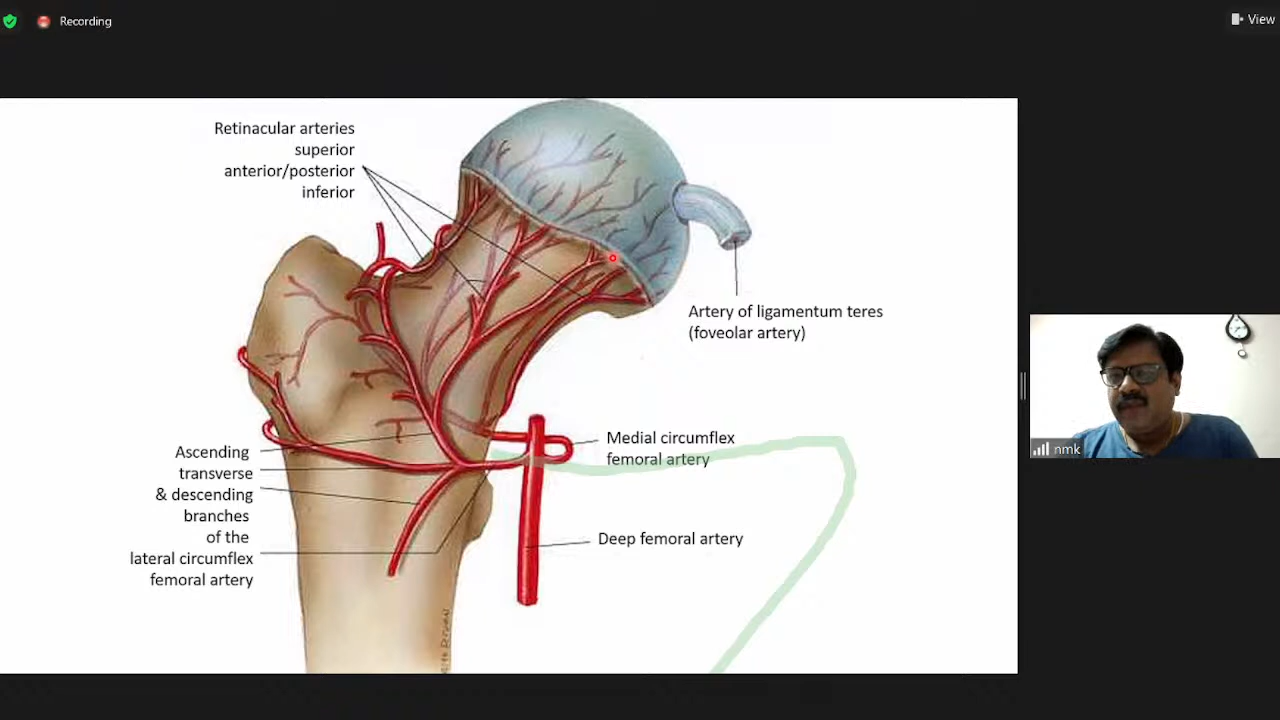 Recording
View
Retinacular arteries
superior
anterior/posterior
inferior
Artery of ligamentum teres
(foveolar artery)
Ascending
transverse
& descending
branches
of the
lateral circumflex
femoral artery
Medial circumflex
femoral artery
Deep femoral artery
nmk